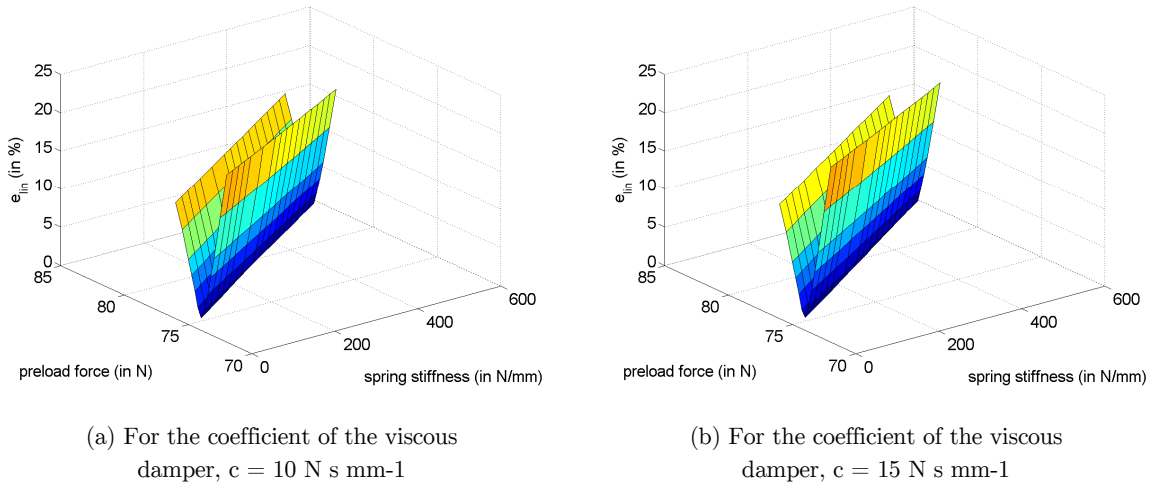 25
20
15
10
5
0
e_lin (in %)
85
80
75
70
preload force (in N)
0
200
400
600
spring stiffness (in N/mm)
(a) For the coefficient of the viscous
damper, c = 10 N s mm-1
25
20
15
10
5
0
e_lin (in %)
85
80
75
70
preload force (in N)
0
200
400
600
spring stiffness (in N/mm)
(b) For the coefficient of the viscous
damper, c = 15 N s mm-1